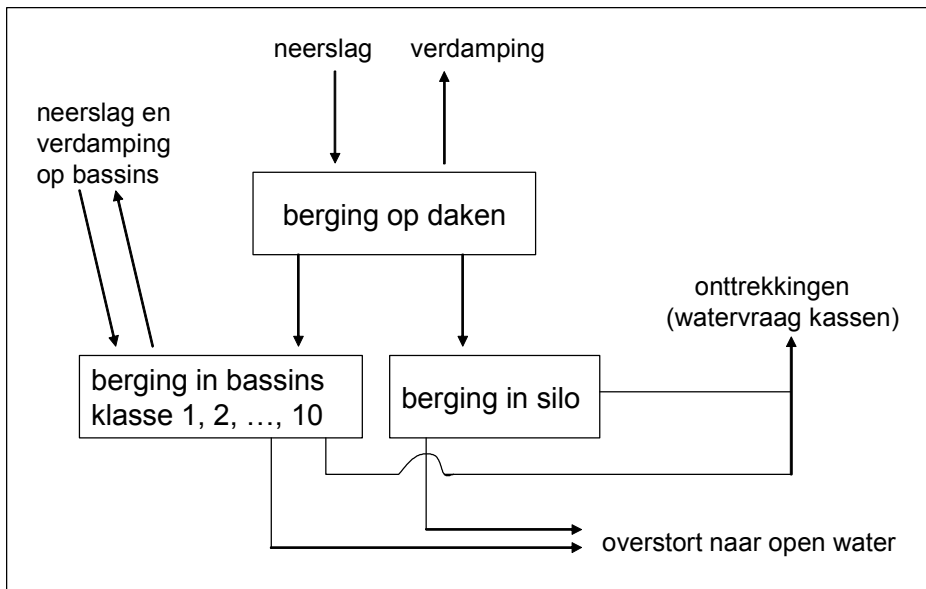 neerslag verdamping
neerslag en
verdamping
op bassins
berging op daken
onttrekkingen
(watervraag kassen)
berging in bassins
klasse 1, 2, …, 10
berging in silo
overstort naar open water